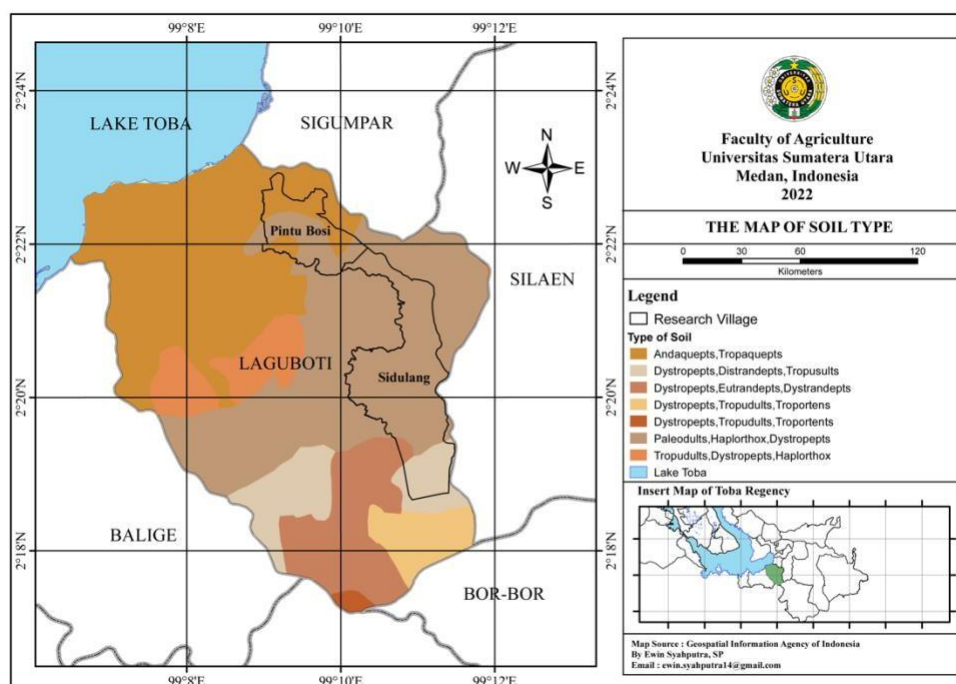 99°8'E 99°10'E 99°12'E
2°24'N 2°24'N
LAKE TOBA
SIGUMPAR
N
W E
S
2°22'N 2°22'N
Pintu Bosi
SILAEN
LAGUBOTI
Sidulang
2°20'N 2°20'N
BALIGE
2°18'N 2°18'N
BOR-BOR
99°8'E 99°10'E 99°12'E
Faculty of Agriculture
Universitas Sumatera Utara
Medan, Indonesia
2022
THE MAP OF SOIL TYPE
0 30 60 120
Kilometers
Legend
Research Village
Type of Soil
Andaquepts,Tropaquepts
Dystropepts,Distrandepts,Tropusults
Dystropepts,Eutrandepts,Dystrandepts
Dystropepts,Tropudults,Troportens
Dystropepts,Tropudults,Troportents
Paleodults,Haplorthox,Dystropepts
Tropudults,Dystropepts,Haplorthox
Lake Toba
Insert Map of Toba Regency
Map Source : Geospatial Information Agency of Indonesia
By Ewin Syahputra, SP
Email : ewin.syahputra14@gmail.com